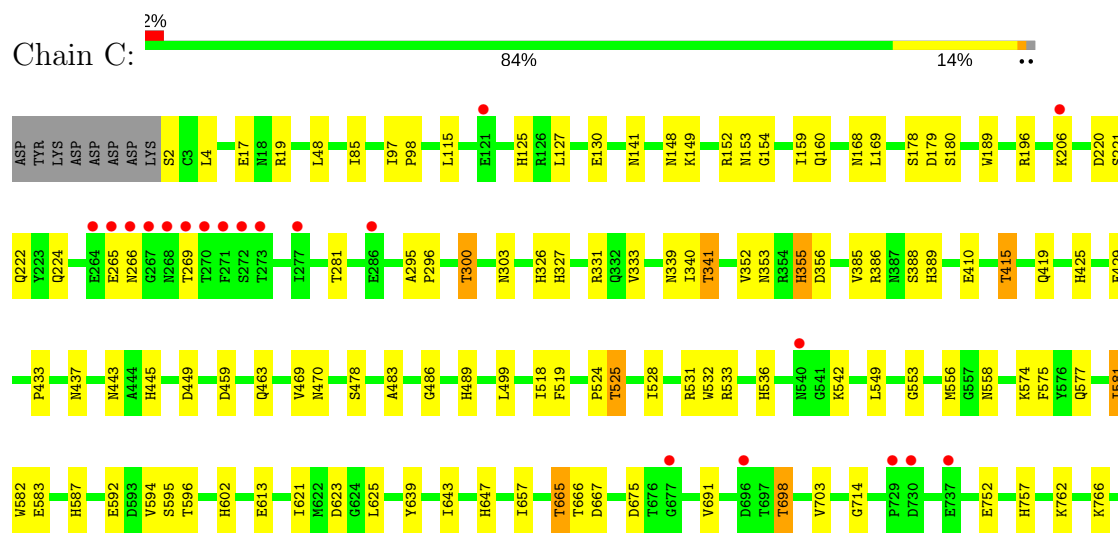 2%
Chain C:
84% 14% ••
ASP TYR LYS ASP ASP ASP ASP LYS S2 C3 L4 E17 N18 R19 L48 I85 I97 P98 L115 E121 H125 R126 L127 E130 N141 N148 K149 R152 N153 G154 I159 Q160 N168 L169 S178 D179 S180 W189 R196 K206 D220 S221
Q222 Y223 Q224 E264 E265 N266 G267 N268 T269 T270 F271 S272 T273 I277 T281 E286 A295 P296 T300 N303 H326 H327 R331 Q332 V333 N339 I340 T341 V352 N353 R354 H355 D356 V385 R386 N387 S388 H389 E410 T415 Q419 H425
P433 N437 N443 A444 H445 D449 D459 Q463 V469 N470 S478 A483 G486 H489 L499 I518 F519 P524 T525 I528 R531 W532 R533 H536 N540 G541 K542 L549 G553 M556 G557 N558 K574 F575 Y576 Q577 I581
W582 E583 H587 E592 D593 V594 S595 T596 H602 E613 I621 M622 D623 G624 L625 Y639 I643 H647 I657 T665 T666 D667 D675 T676 G677 V691 D696 T697 T698 V703 G714 P729 D730 E737 E752 H757 K762 K766